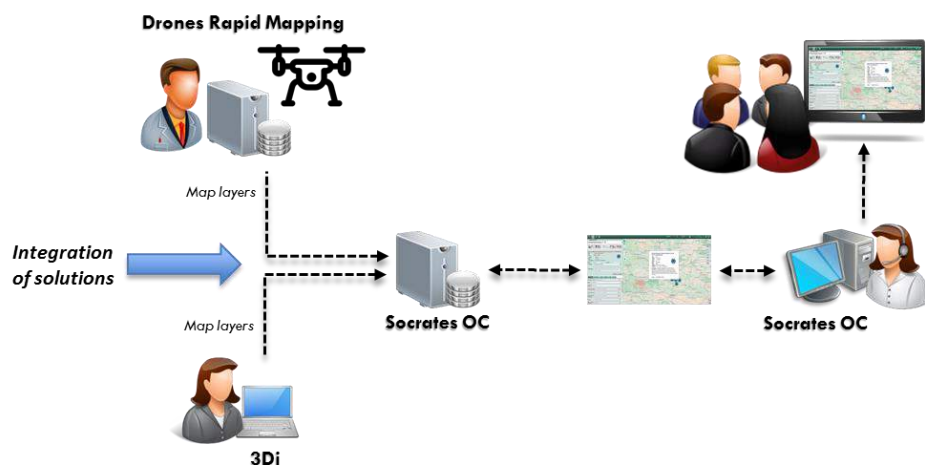 Drones Rapid Mapping
Map layers
Integration
of solutions
Socrates OC
Socrates OC
Map layers
3Di